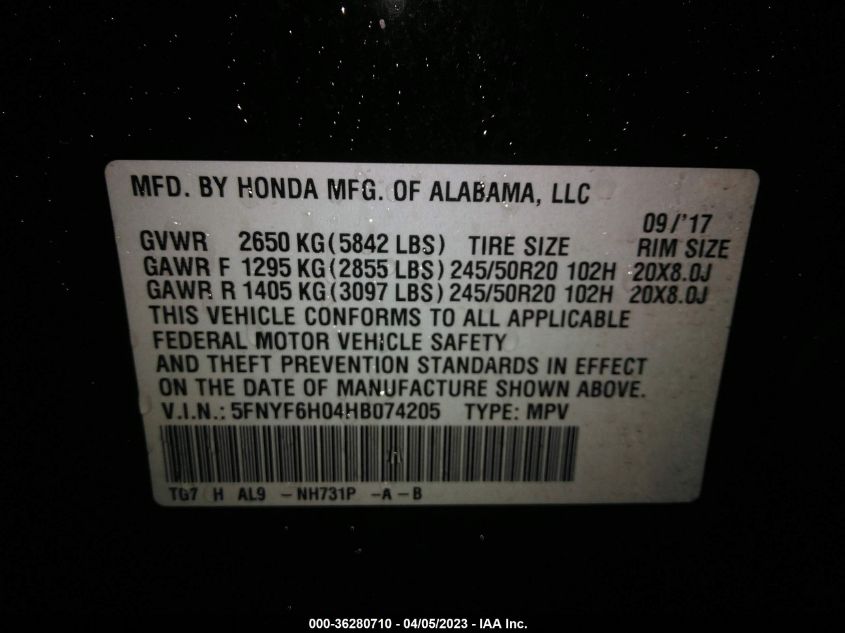 MFD. BY HONDA MFG. OF ALABAMA, LLC
09/'17
GVWR 2650 KG(5842 LBS) TIRE SIZE RIM SIZE
GAWR F 1295 KG(2855 LBS)245/50R20 102H 20X8.0J
GAWR R 1405 KG(3097 LBS)245/50R20 102H 20X8.0J
THIS VEHICLE CONFORMS TO ALL APPLICABLE
FEDERAL MOTOR VEHICLE SAFETY
AND THEFT PREVENTION STANDARDS IN EFFECT
ON THE DATE OF MANUFACTURE SHOWN ABOVE.
V.I.N.: 5FNYF6H04HB074205 TYPE: MPV
TG7 H AL9 -NH731P -A-B
000-36280710 - 04/05/2023 - IAA Inc.